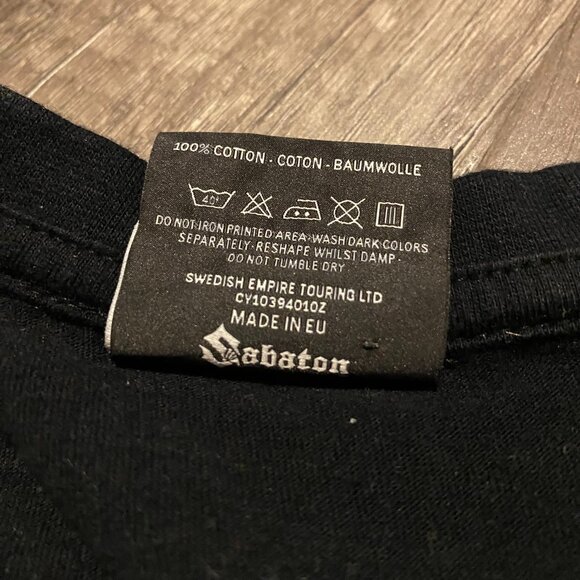 100% COTTON - COTON - BAUMWOLLE
40°
DO NOT IRON PRINTED AREA-WASH DARK COLORS
SEPARATELY - RESHAPE WHILST DAMP -
DO NOT TUMBLE DRY
SWEDISH EMPIRE TOURING LTD
CY10394010Z
MADE IN EU
Sabaton